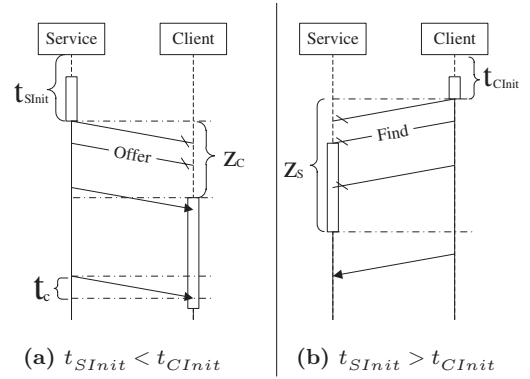 Service
Client
t_SInit
Offer
Z_C
t_c
(a) t_SInit < t_CInit
Service
Client
t_CInit
Find
Z_S
(b) t_SInit > t_CInit